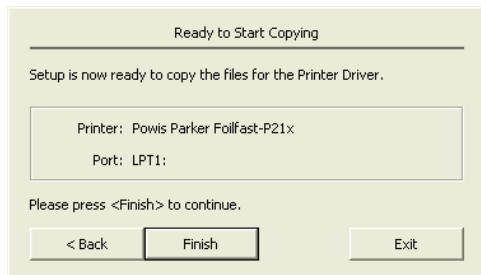 Ready to Start Copying
Setup is now ready to copy the files for the Printer Driver.
Printer: Powis Parker Foilfast-P21x
Port: LPT1:
Please press <Finish> to continue.
< Back Finish Exit